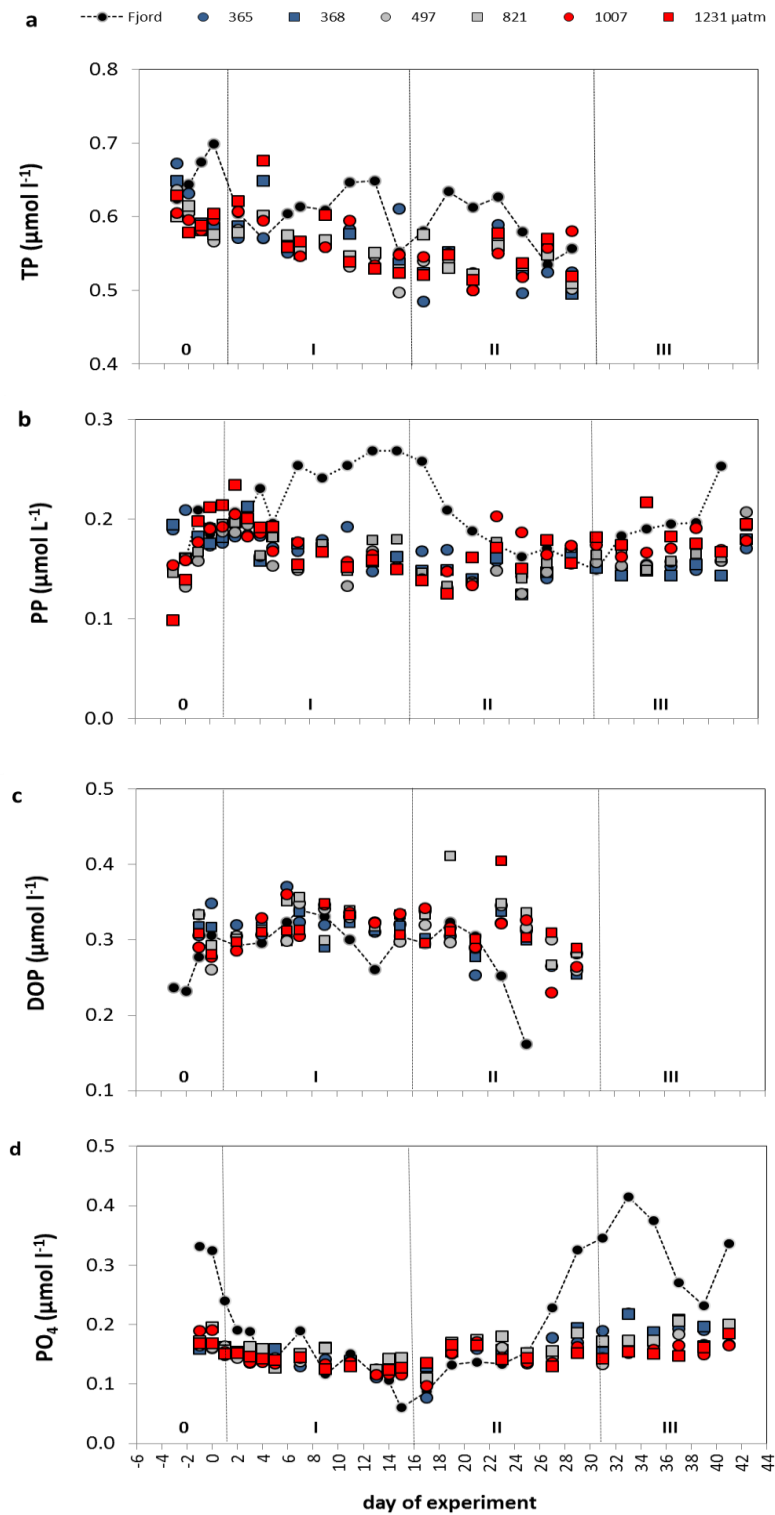 a Fjord 365 368 497 821 1007 1231 µatm
0.8
0.7
0.6
0.5
0.4
TP (µmol l-1)
0 I II III
b
0.3
0.2
0.1
0.0
PP (µmol L-1)
0 I II III
c
0.5
0.4
0.3
0.2
0.1
DOP (µmol l-1)
0 I II III
d
0.5
0.4
0.3
0.2
0.1
0.0
PO4 (µmol l-1)
0 I II III
-6 -4 -2 0 2 4 6 8 10 12 14 16 18 20 22 24 26 28 30 32 34 36 38 40 42 44
day of experiment